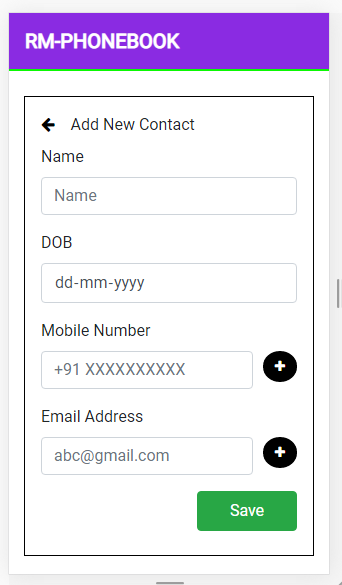 RM-PHONEBOOK
Add New Contact
Name
Name
DOB
dd-mm-yyyy
Mobile Number
+91 XXXXXXXXXX
Email Address
abc@gmail.com
Save